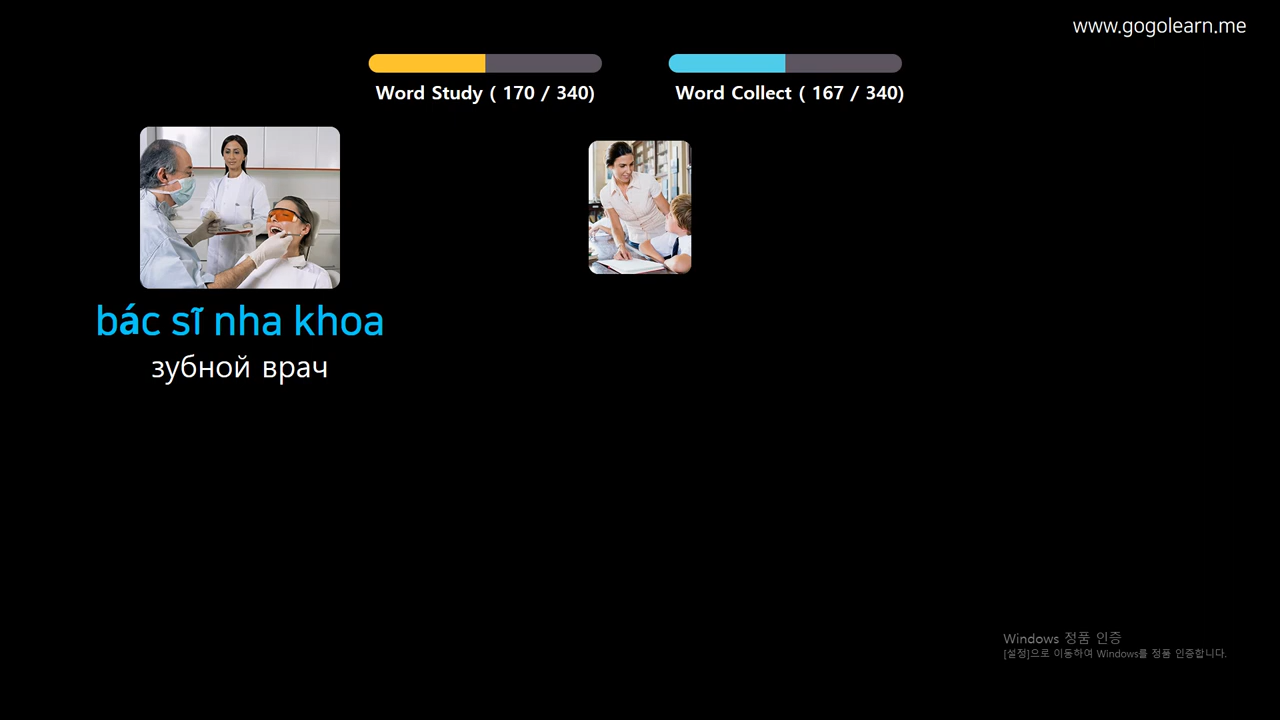 www.gogolearn.me
Word Study ( 170 / 340)
Word Collect ( 167 / 340)
bác sĩ nha khoa
зубной врач
Windows 정품 인증
[설정]으로 이동하여 Windows를 정품 인증합니다.